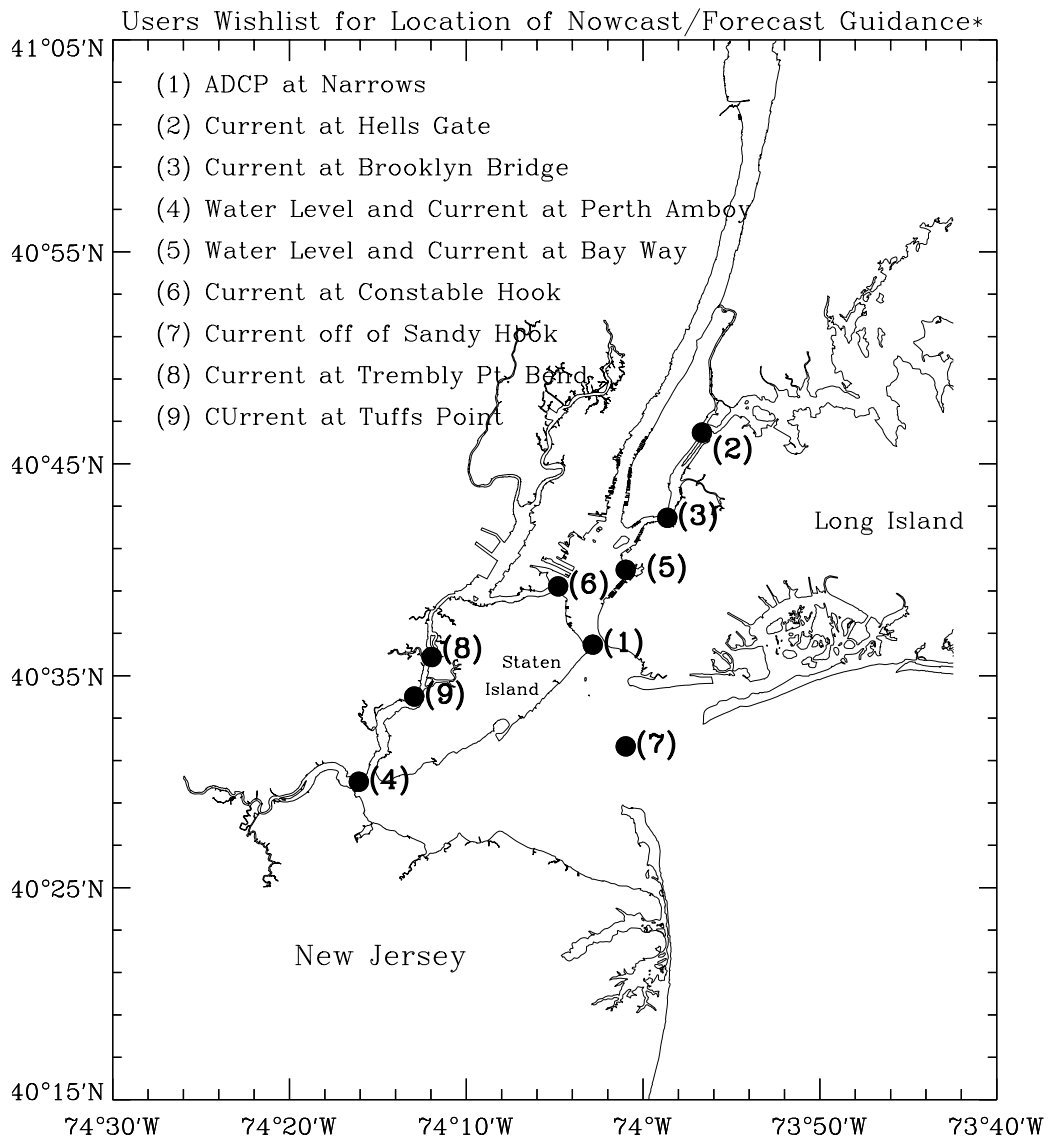 Users Wishlist for Location of Nowcast/Forecast Guidance*
41°05'N
(1) ADCP at Narrows
(2) Current at Hells Gate
(3) Current at Brooklyn Bridge
(4) Water Level and Current at Perth Amboy
(5) Water Level and Current at Bay Way
(6) Current at Constable Hook
(7) Current off of Sandy Hook
(8) Current at Trembly Pt. Bend
(9) CUrrent at Tuffs Point
40°55'N
40°45'N
(2)
(3)
Long Island
(5)
(6)
(1)
(8)
Staten
Island
40°35'N
(9)
(7)
(4)
40°25'N
New Jersey
40°15'N
74°30'W
74°20'W
74°10'W
74°W
73°50'W
73°40'W